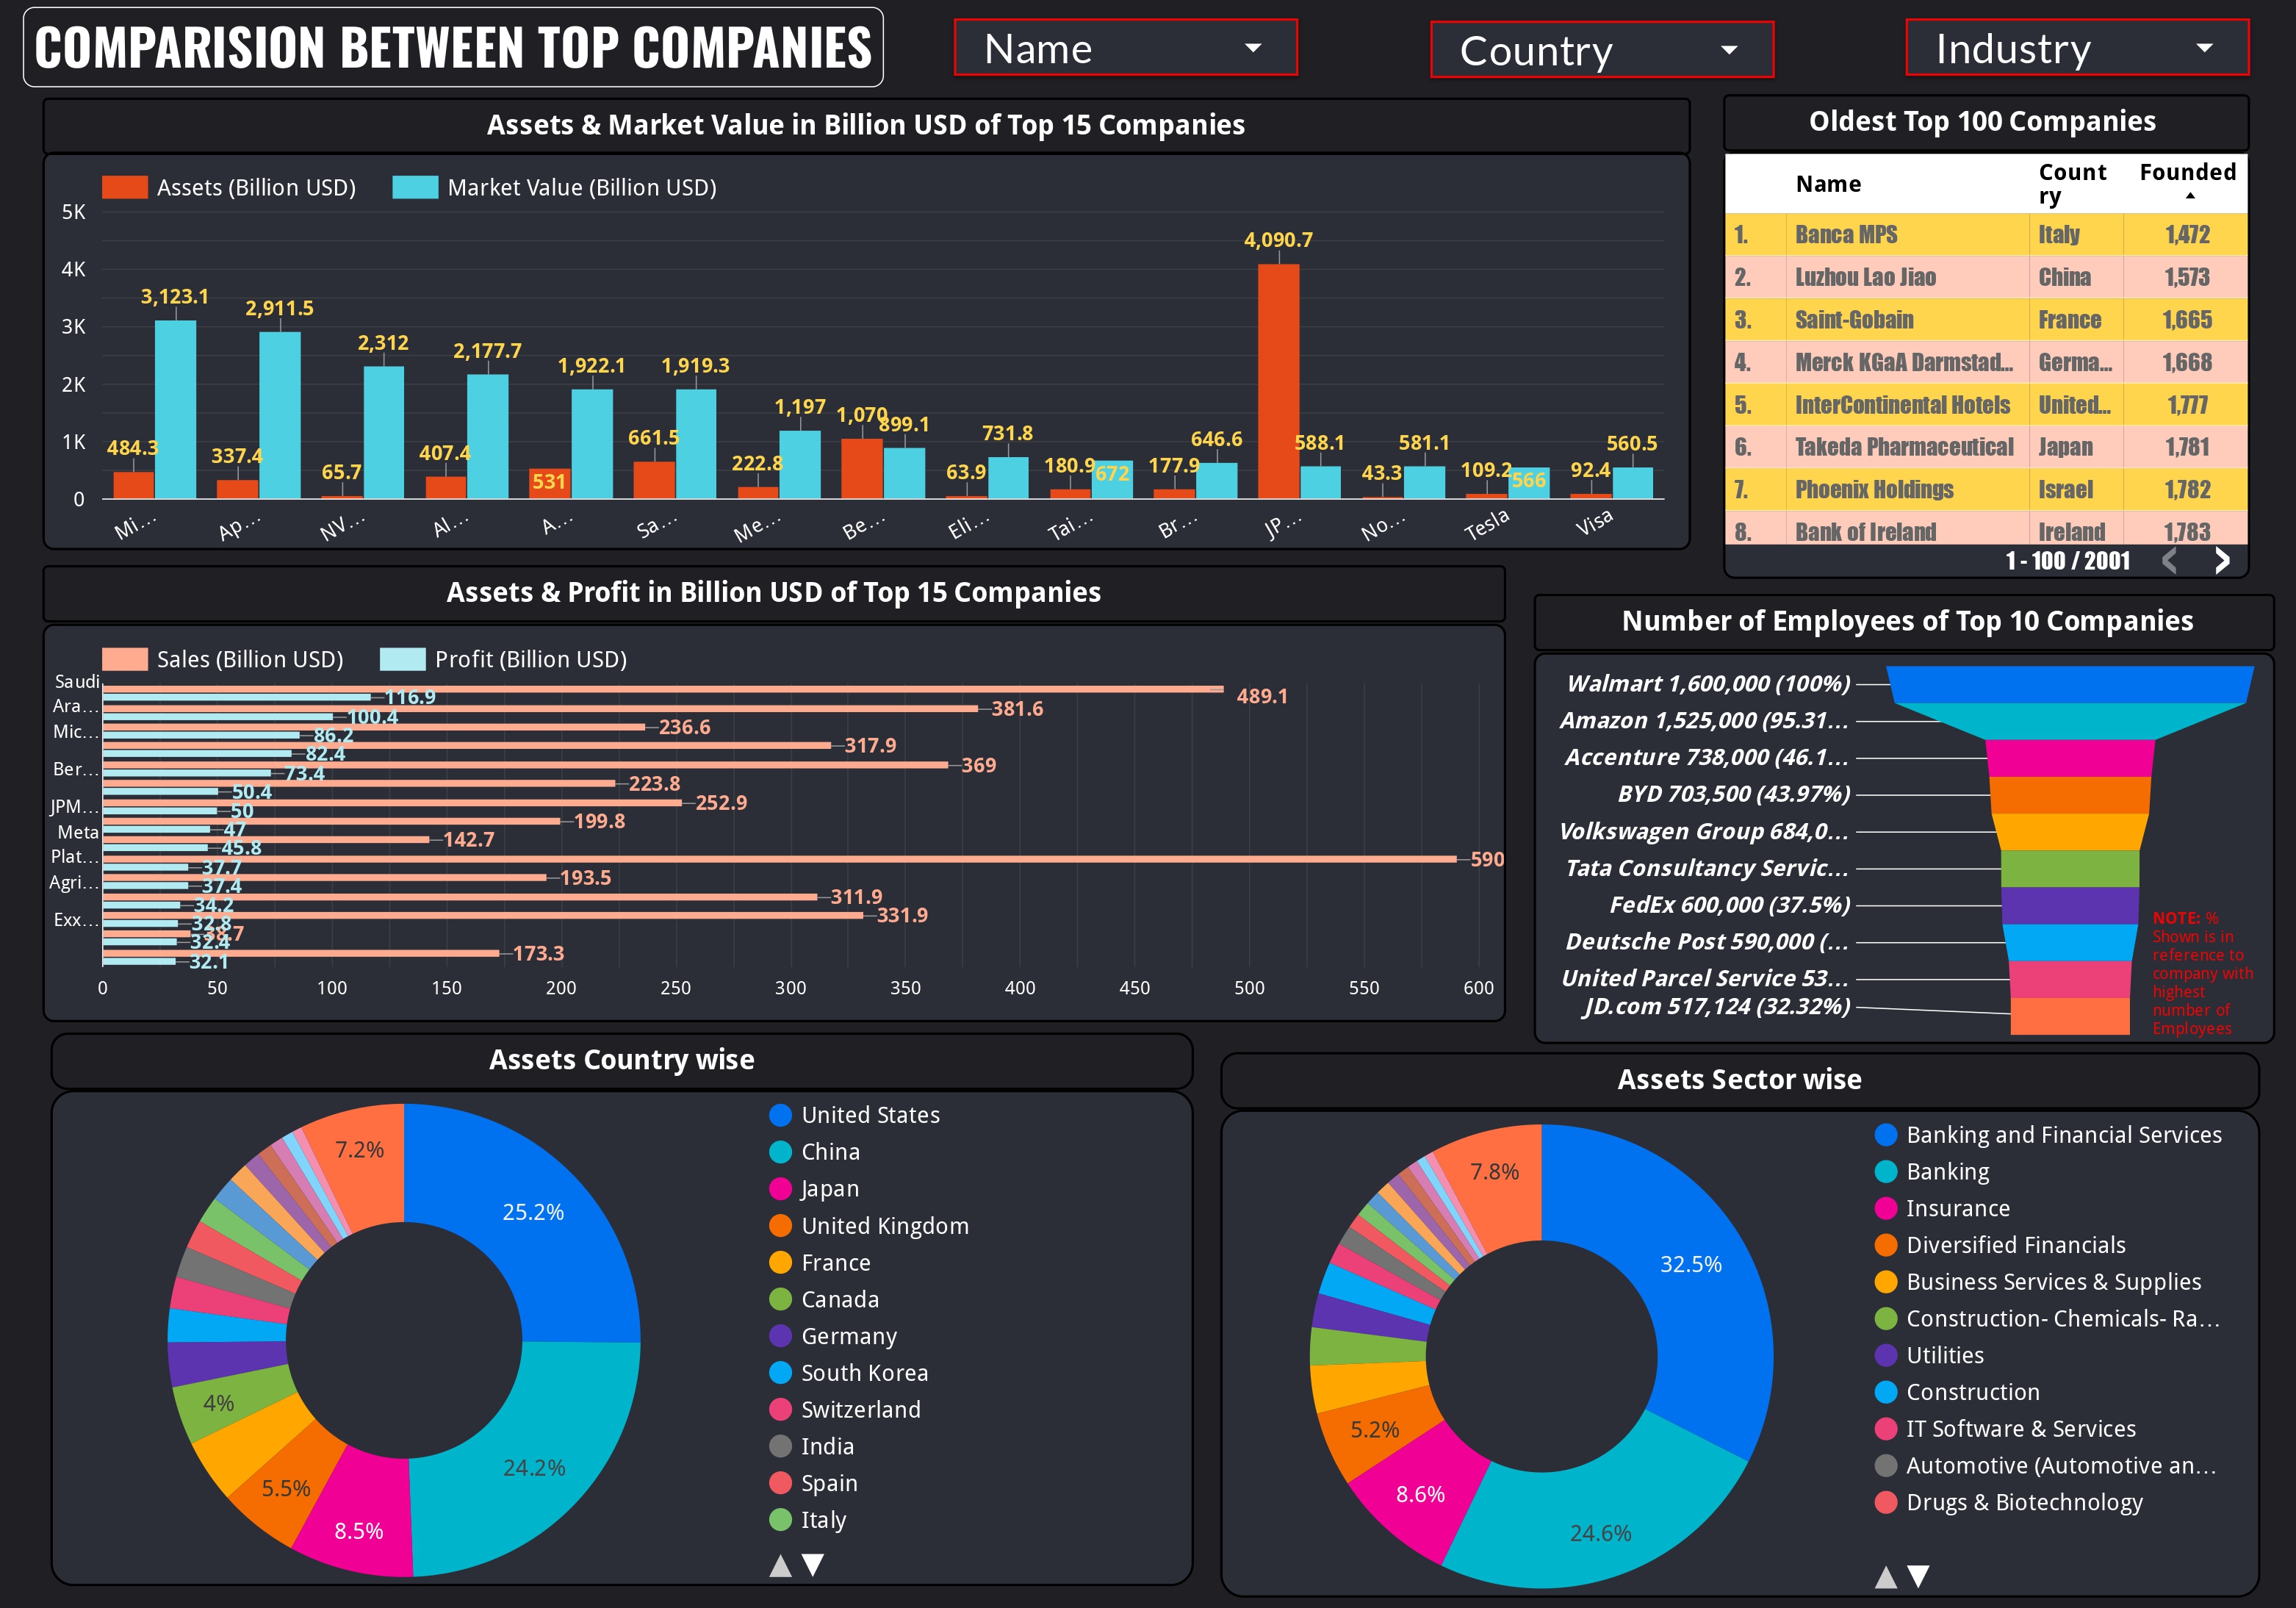 COMPARISION BETWEEN TOP COMPANIES
Name
Country
Industry
Assets & Market Value in Billion USD of Top 15 Companies
Assets (Billion USD)
Market Value (Billion USD)
5K
4K
3K
2K
1K
0
484.3
3,123.1
337.4
2,911.5
65.7
2,312
407.4
2,177.7
531
1,922.1
661.5
1,919.3
222.8
1,197
1,070
899.1
63.9
731.8
180.9
672
177.9
646.6
4,090.7
588.1
43.3
581.1
109.2
566
92.4
560.5
Mi...
Ap...
NV...
Al...
A...
Sa...
Me...
Be...
Eli...
Tai...
Br...
JP...
No...
Tesla
Visa
Oldest Top 100 Companies
Name
Count
ry
Founded
1. Banca MPS Italy 1,472
2. Luzhou Lao Jiao China 1,573
3. Saint-Gobain France 1,665
4. Merck KGaA Darmstad... Germa... 1,668
5. InterContinental Hotels United... 1,777
6. Takeda Pharmaceutical Japan 1,781
7. Phoenix Holdings Israel 1,782
8. Bank of Ireland Ireland 1,783
1 - 100 / 2001
Assets & Profit in Billion USD of Top 15 Companies
Sales (Billion USD)
Profit (Billion USD)
Saudi
Ara...
Mic...
Ber...
JPM...
Meta
Plat...
Agri...
Exx...
489.1
116.9
381.6
100.4
236.6
86.2
317.9
82.4
369
73.4
223.8
50.4
252.9
50
199.8
47
142.7
45.8
590
37.7
193.5
37.4
311.9
34.2
331.9
32.8
32.4
173.3
32.1
0
50
100
150
200
250
300
350
400
450
500
550
600
Number of Employees of Top 10 Companies
Walmart 1,600,000 (100%)
Amazon 1,525,000 (95.31...
Accenture 738,000 (46.1...
BYD 703,500 (43.97%)
Volkswagen Group 684,0...
Tata Consultancy Servic...
FedEx 600,000 (37.5%)
Deutsche Post 590,000 (...
United Parcel Service 53...
JD.com 517,124 (32.32%)
NOTE: %
Shown is in
reference to
company with
highest
number of
Employees
Assets Country wise
7.2%
25.2%
24.2%
8.5%
5.5%
4%
United States
China
Japan
United Kingdom
France
Canada
Germany
South Korea
Switzerland
India
Spain
Italy
Assets Sector wise
7.8%
32.5%
24.6%
8.6%
5.2%
Banking and Financial Services
Banking
Insurance
Diversified Financials
Business Services & Supplies
Construction- Chemicals- Ra...
Utilities
Construction
IT Software & Services
Automotive (Automotive an...
Drugs & Biotechnology